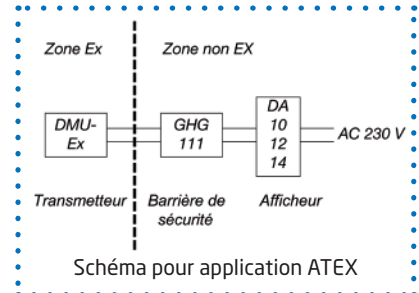 Zone Ex
Zone non EX
DMU-
Ex
GHG
111
DA
10
12
14
AC 230 V
Transmetteur
Barrière de
sécurité
Afficheur
Schéma pour application ATEX